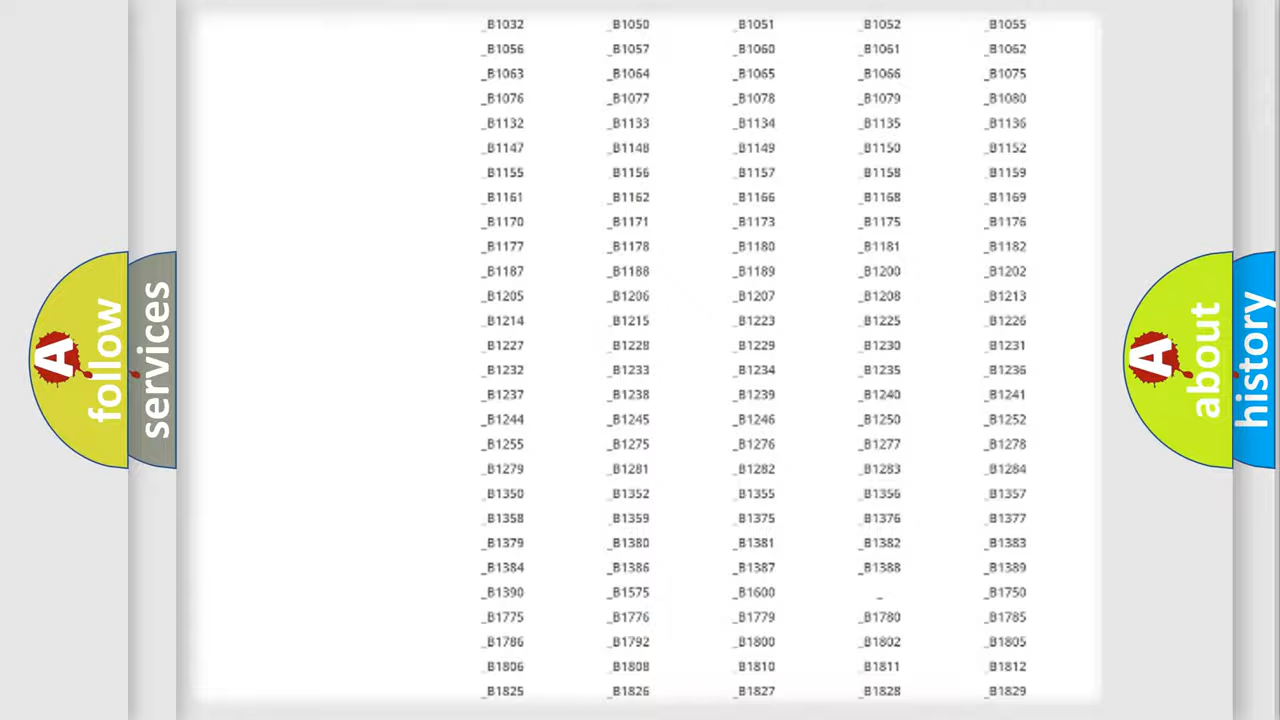 _B1032 _B1050 _B1051 _B1052 _B1055
_B1056 _B1057 _B1060 _B1061 _B1062
_B1063 _B1064 _B1065 _B1066 _B1075
_B1076 _B1077 _B1078 _B1079 _B1080
_B1132 _B1133 _B1134 _B1135 _B1136
_B1147 _B1148 _B1149 _B1150 _B1152
_B1155 _B1156 _B1157 _B1158 _B1159
_B1161 _B1162 _B1166 _B1168 _B1169
_B1170 _B1171 _B1173 _B1175 _B1176
_B1177 _B1178 _B1180 _B1181 _B1182
_B1187 _B1188 _B1189 _B1200 _B1202
_B1205 _B1206 _B1207 _B1208 _B1213
_B1214 _B1215 _B1223 _B1225 _B1226
_B1227 _B1228 _B1229 _B1230 _B1231
_B1232 _B1233 _B1234 _B1235 _B1236
_B1237 _B1238 _B1239 _B1240 _B1241
_B1244 _B1245 _B1246 _B1250 _B1252
_B1255 _B1275 _B1276 _B1277 _B1278
_B1279 _B1281 _B1282 _B1283 _B1284
_B1350 _B1352 _B1355 _B1356 _B1357
_B1358 _B1359 _B1375 _B1376 _B1377
_B1379 _B1380 _B1381 _B1382 _B1383
_B1384 _B1386 _B1387 _B1388 _B1389
_B1390 _B1575 _B1600 _ _B1750
_B1775 _B1776 _B1779 _B1780 _B1785
_B1786 _B1792 _B1800 _B1802 _B1805
_B1806 _B1808 _B1810 _B1811 _B1812
_B1825 _B1826 _B1827 _B1828 _B1829
A follow
services
A about
history